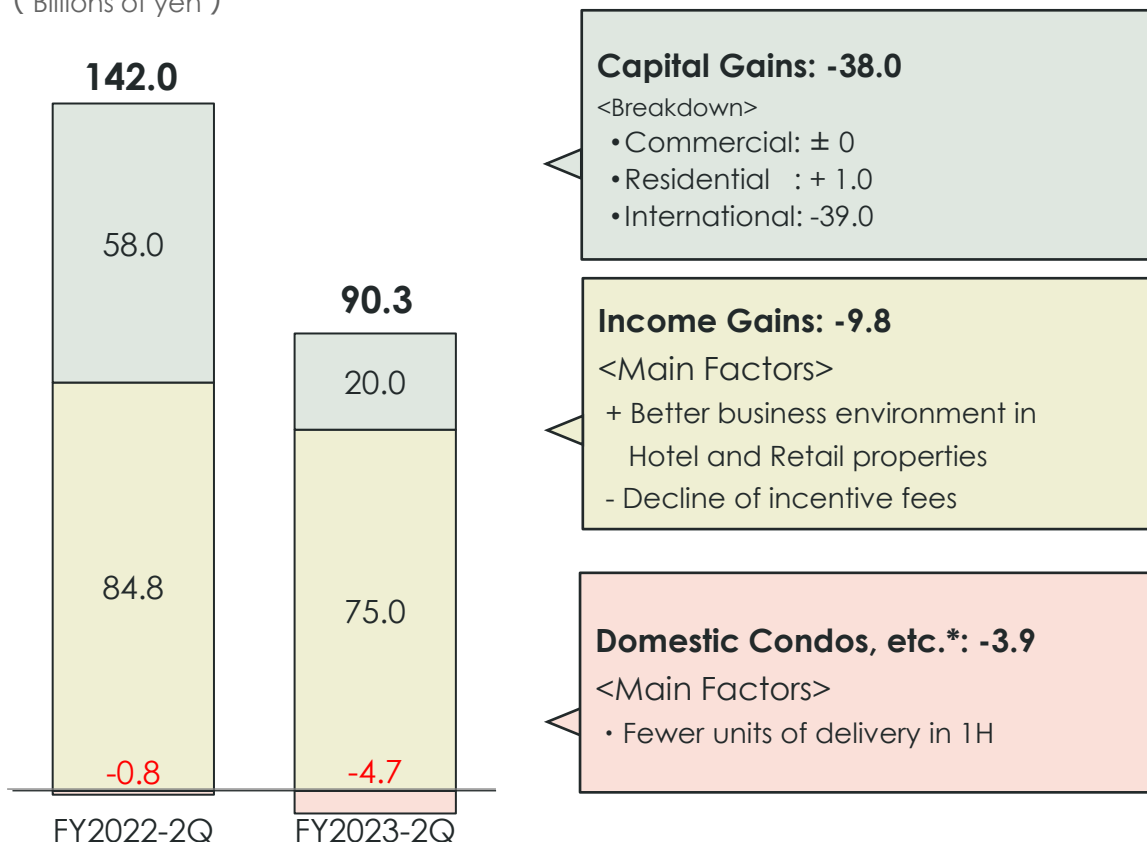 ( Billions of yen )
142.0
58.0
84.8
-0.8
FY2022-2Q
90.3
20.0
75.0
-4.7
FY2023-2Q
Capital Gains: -38.0
<Breakdown>
•Commercial: ± 0
•Residential : + 1.0
•International: -39.0
Income Gains: -9.8
<Main Factors>
+ Better business environment in
Hotel and Retail properties
- Decline of incentive fees
Domestic Condos, etc.*: -3.9
<Main Factors>
・Fewer units of delivery in 1H